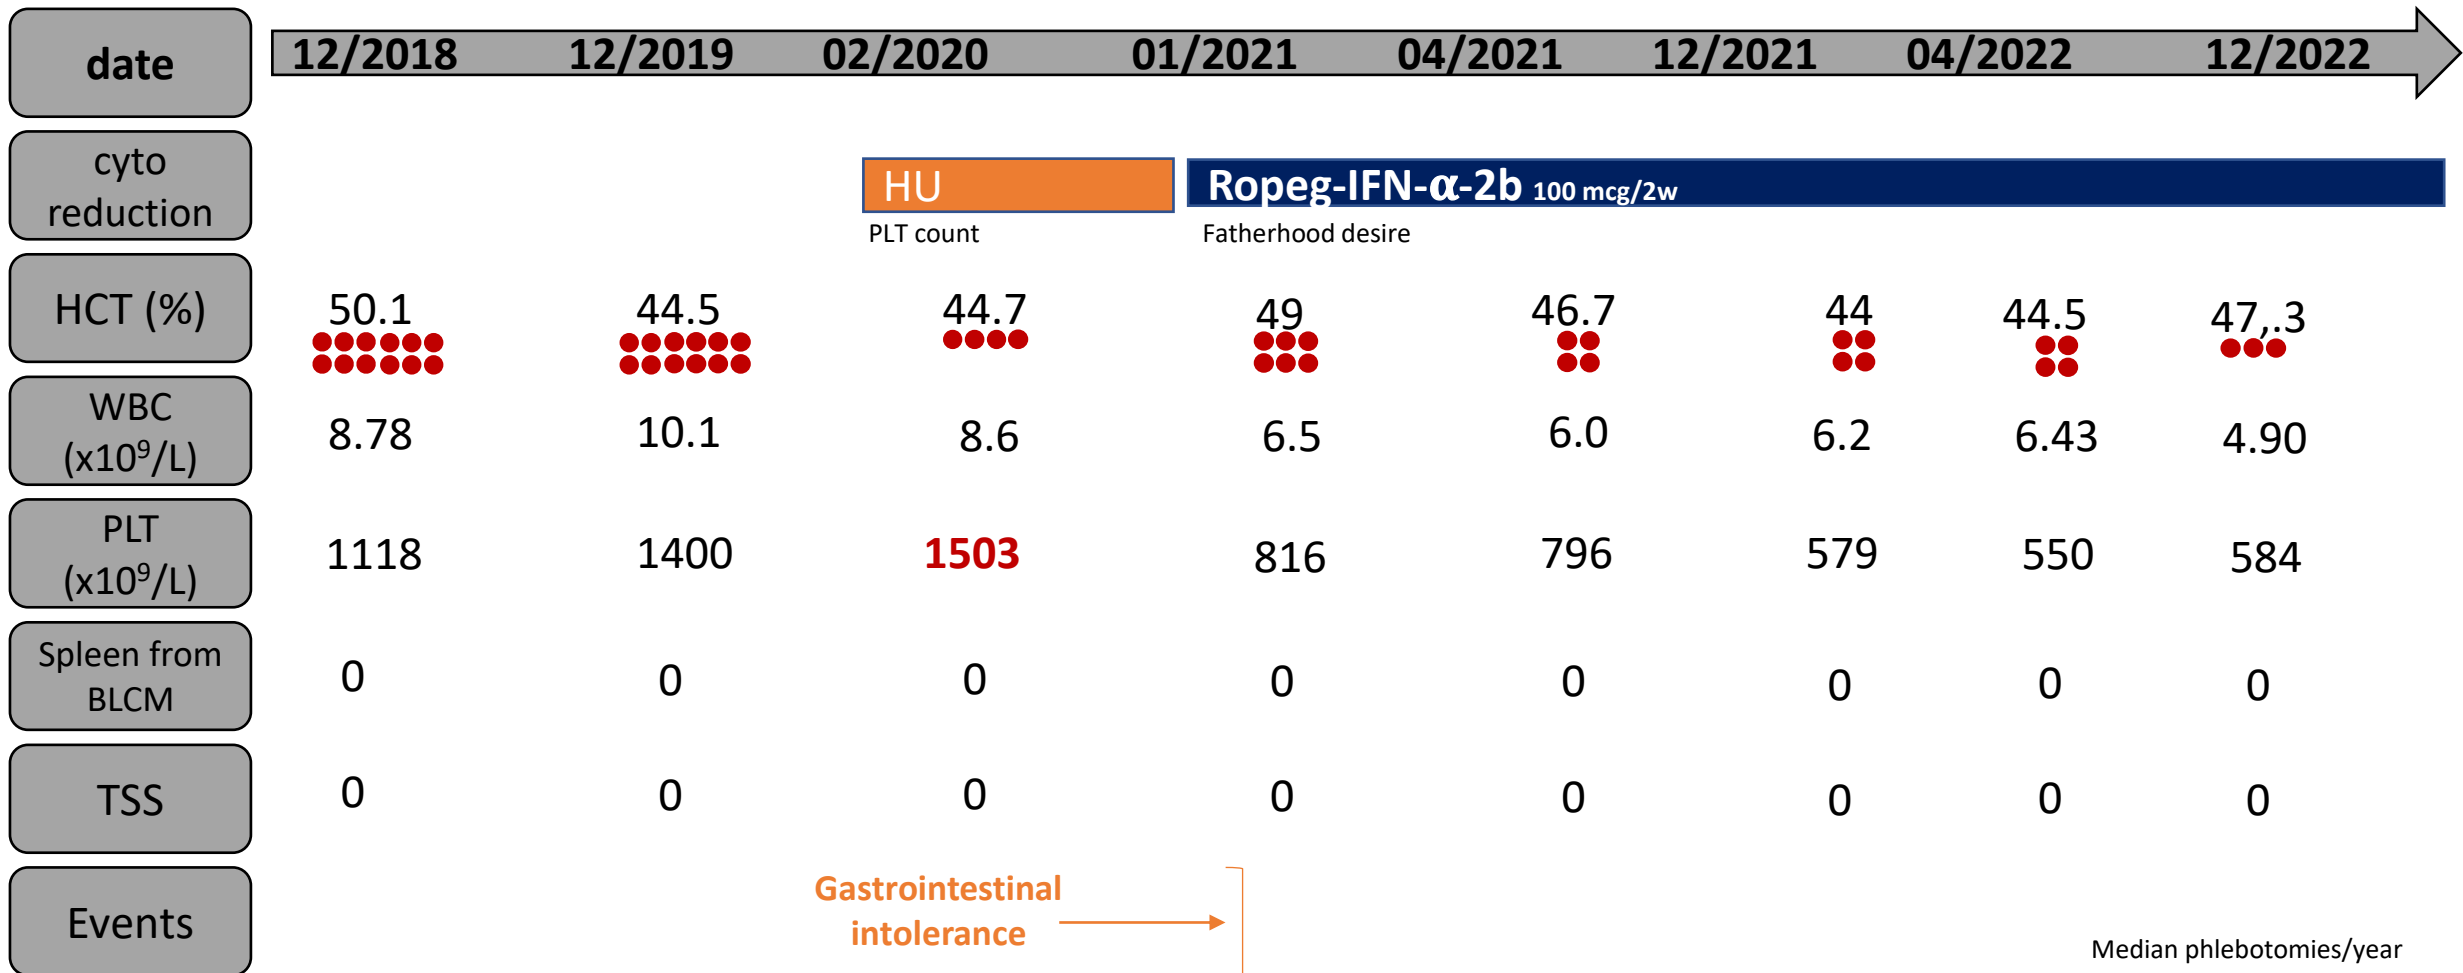 date 12/2018 12/2019 02/2020 01/2021 04/2021 12/2021 04/2022 12/2022
cyto
reduction
HU
Ropeg-IFN-α-2b 100 mcg/2w
PLT count
Fatherhood desire
HCT (%) 50.1 44.5 44.7 49 46.7 44 44.5 47,.3
WBC
(x10⁹/L)
8.78 10.1 8.6 6.5 6.0 6.2 6.43 4.90
PLT
(x10⁹/L)
1118 1400 1503 816 796 579 550 584
Spleen from
BLCM
0 0 0 0 0 0 0 0
TSS 0 0 0 0 0 0 0 0
Events
Gastrointestinal
intolerance
Median phlebotomies/year